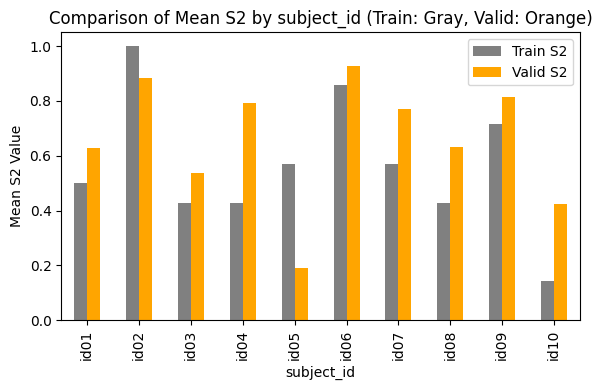 Comparison of Mean S2 by subject_id (Train: Gray, Valid: Orange)
Train S2
Valid S2
Mean S2 Value
1.0
0.8
0.6
0.4
0.2
0.0
id01
id02
id03
id04
id05
id06
id07
id08
id09
id10
subject_id